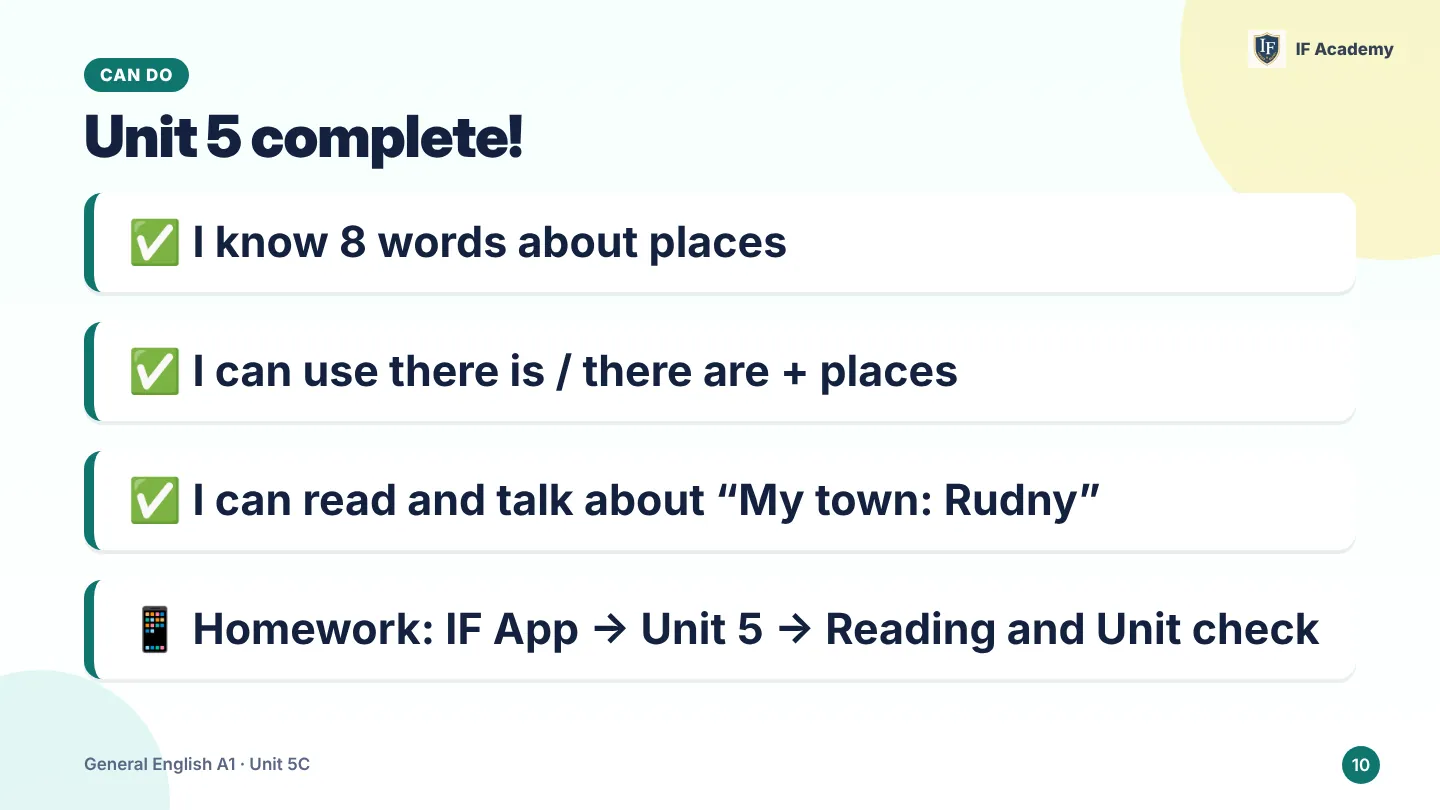 IF Academy
CAN DO
Unit 5 complete!
✅ I know 8 words about places
✅ I can use there is / there are + places
✅ I can read and talk about “My town: Rudny”
📱 Homework: IF App → Unit 5 → Reading and Unit check
General English A1 · Unit 5C
10